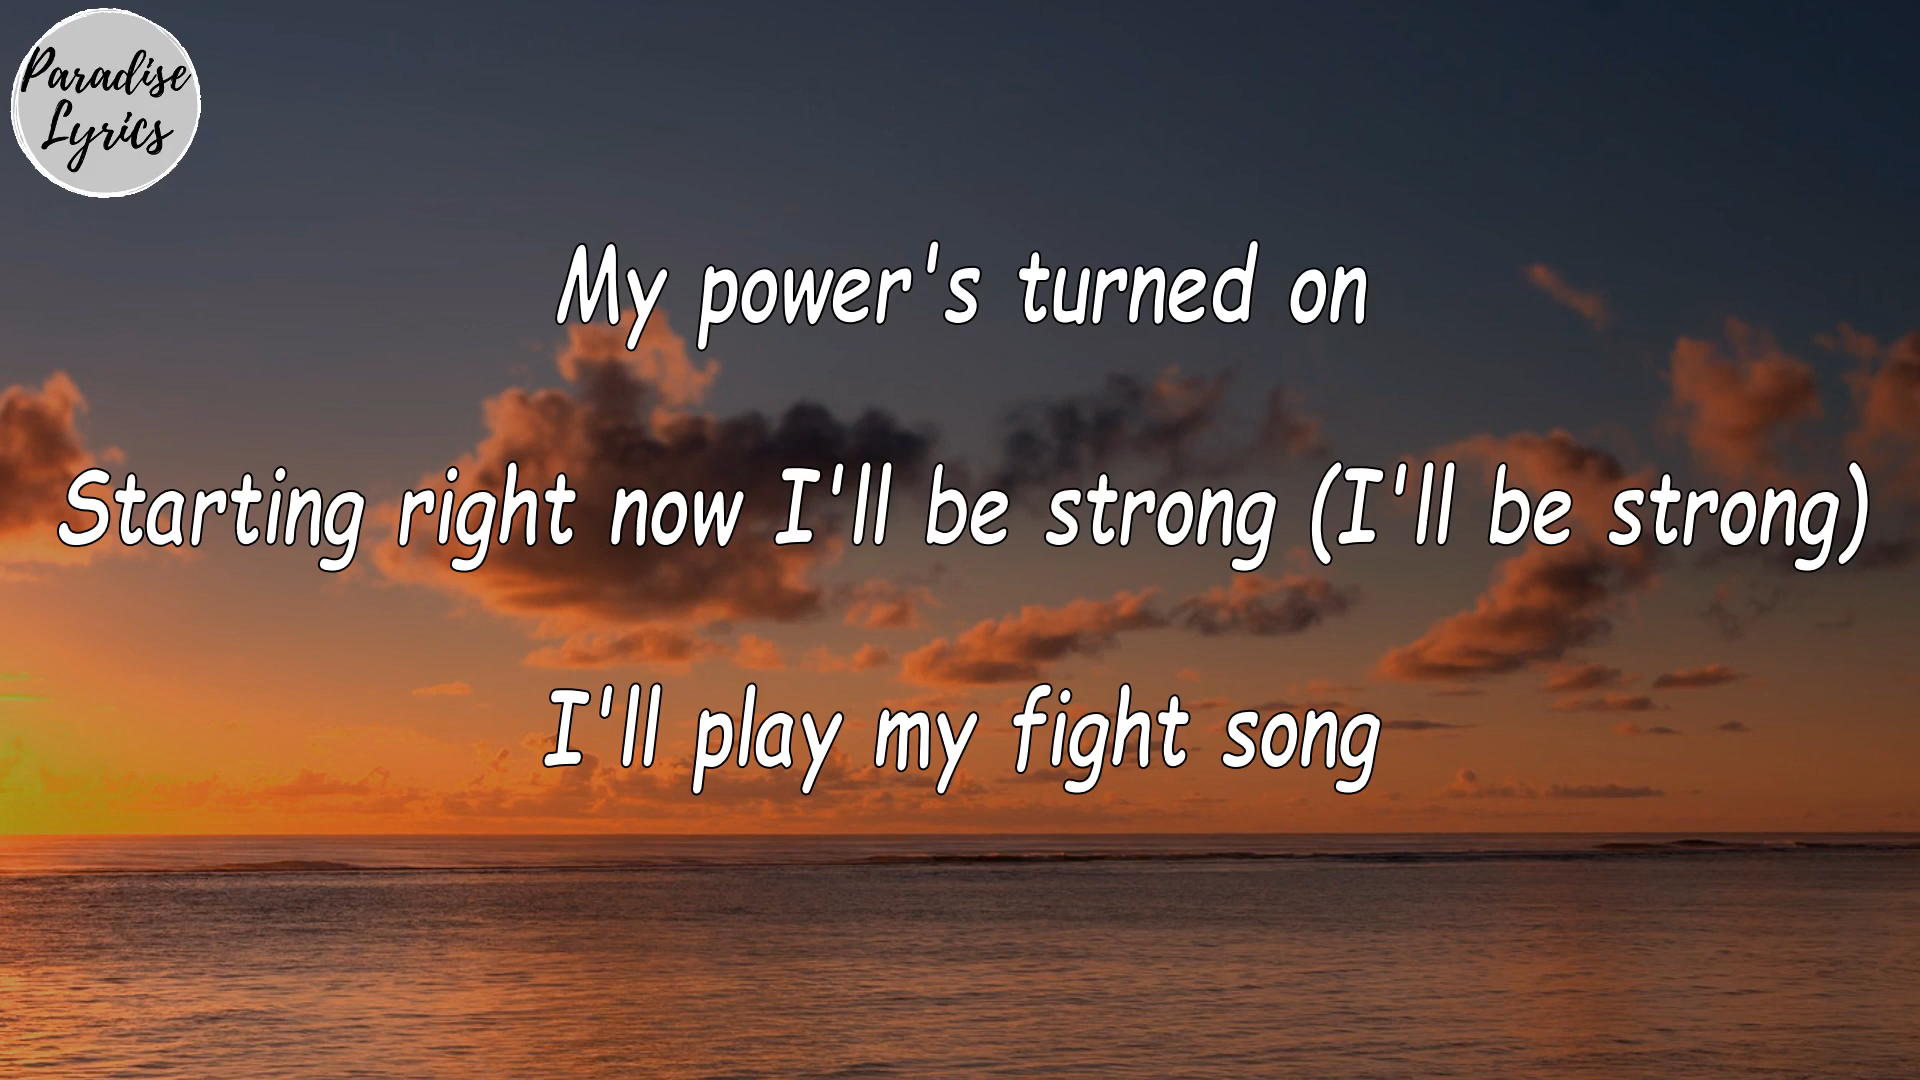 Paradise
Lyrics
My power's turned on
Starting right now I'll be strong (I'll be strong)
I'll play my fight song